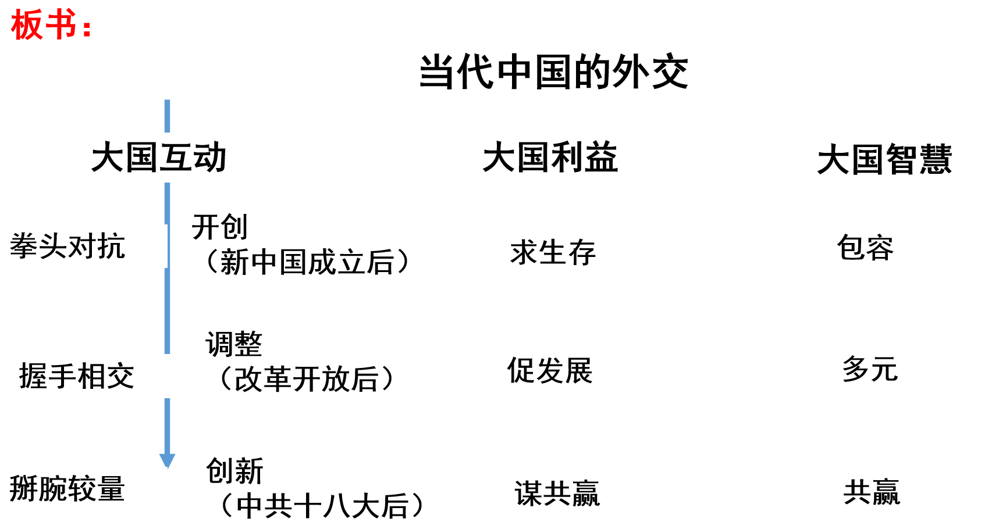 板书：
当代中国的外交
大国互动 大国利益 大国智慧
拳头对抗 开创 求生存 包容
（新中国成立后）
握手相交 调整 促发展 多元
（改革开放后）
掰腕较量 创新 谋共赢 共赢
（中共十八大后）